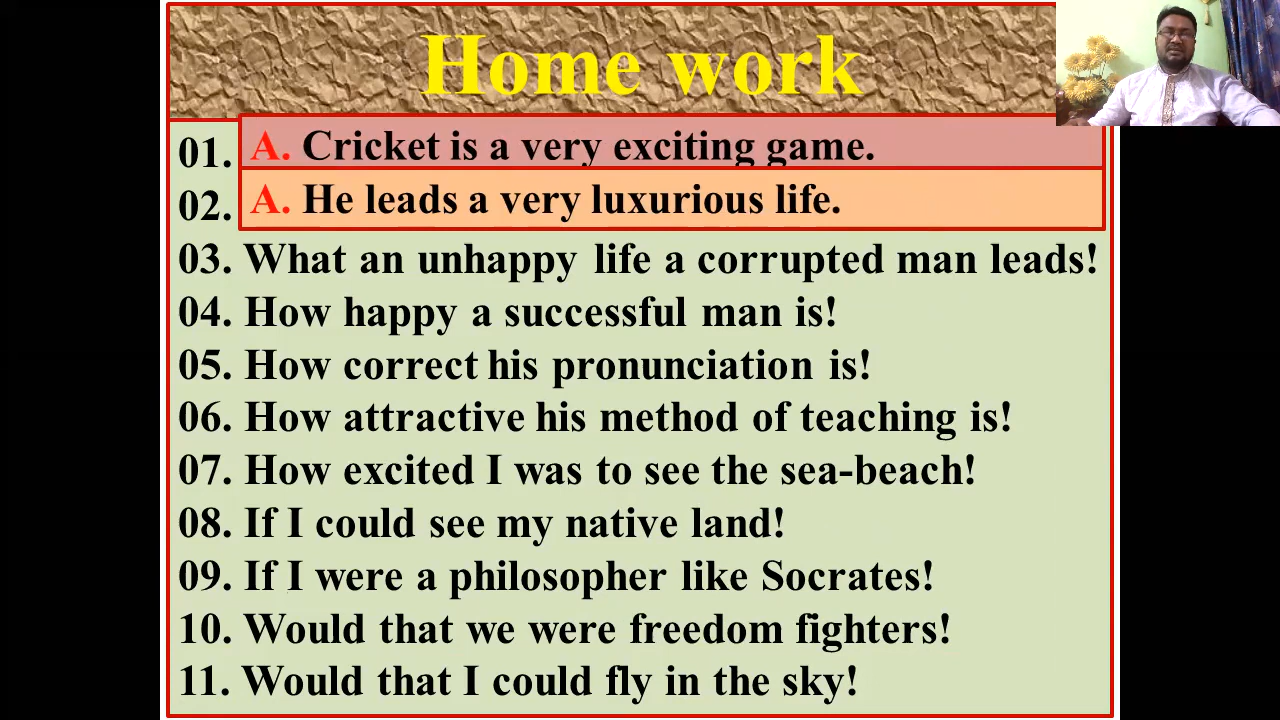 Home work
01. A. Cricket is a very exciting game.
02. A. He leads a very luxurious life.
03. What an unhappy life a corrupted man leads!
04. How happy a successful man is!
05. How correct his pronunciation is!
06. How attractive his method of teaching is!
07. How excited I was to see the sea-beach!
08. If I could see my native land!
09. If I were a philosopher like Socrates!
10. Would that we were freedom fighters!
11. Would that I could fly in the sky!